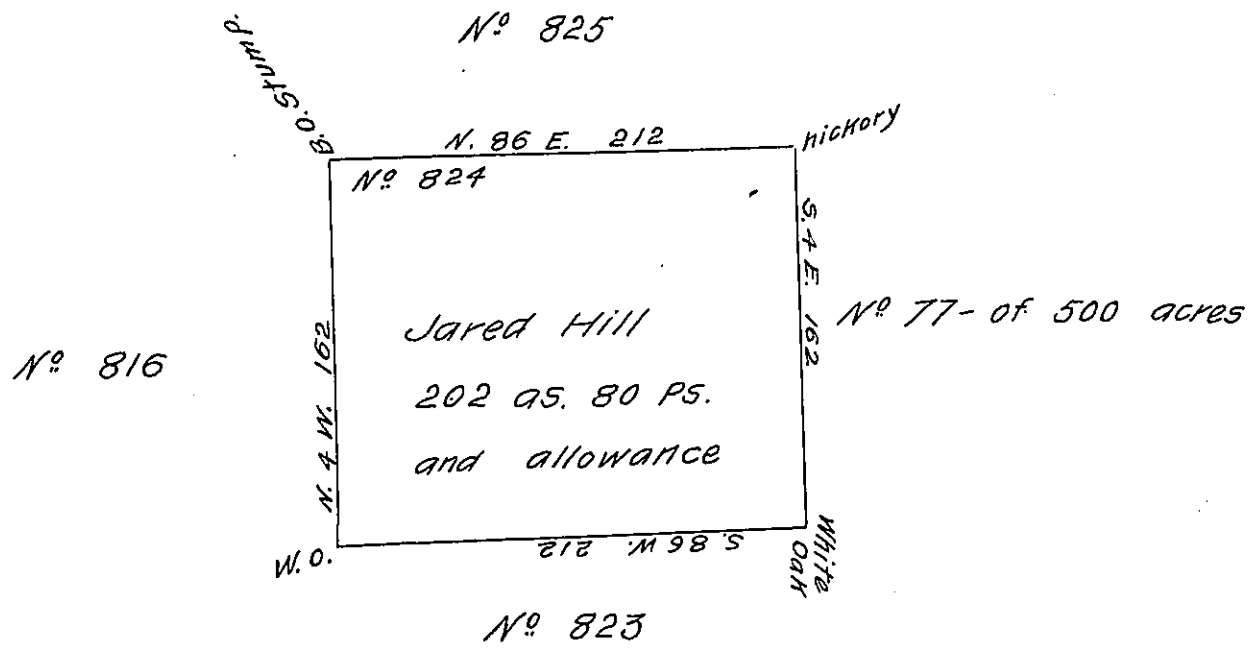 Nº 825
B.O. Stump.
N. 86 E. 212
hickory
Nº 824
S. 4 E. 162
Nº 77- of 500 acres
Jared Hill
202 as. 80 Ps.
and allowance
Nº 816
N. 4 W. 162
W.O.
S. 86 W. 212
White
Oak
Nº 823